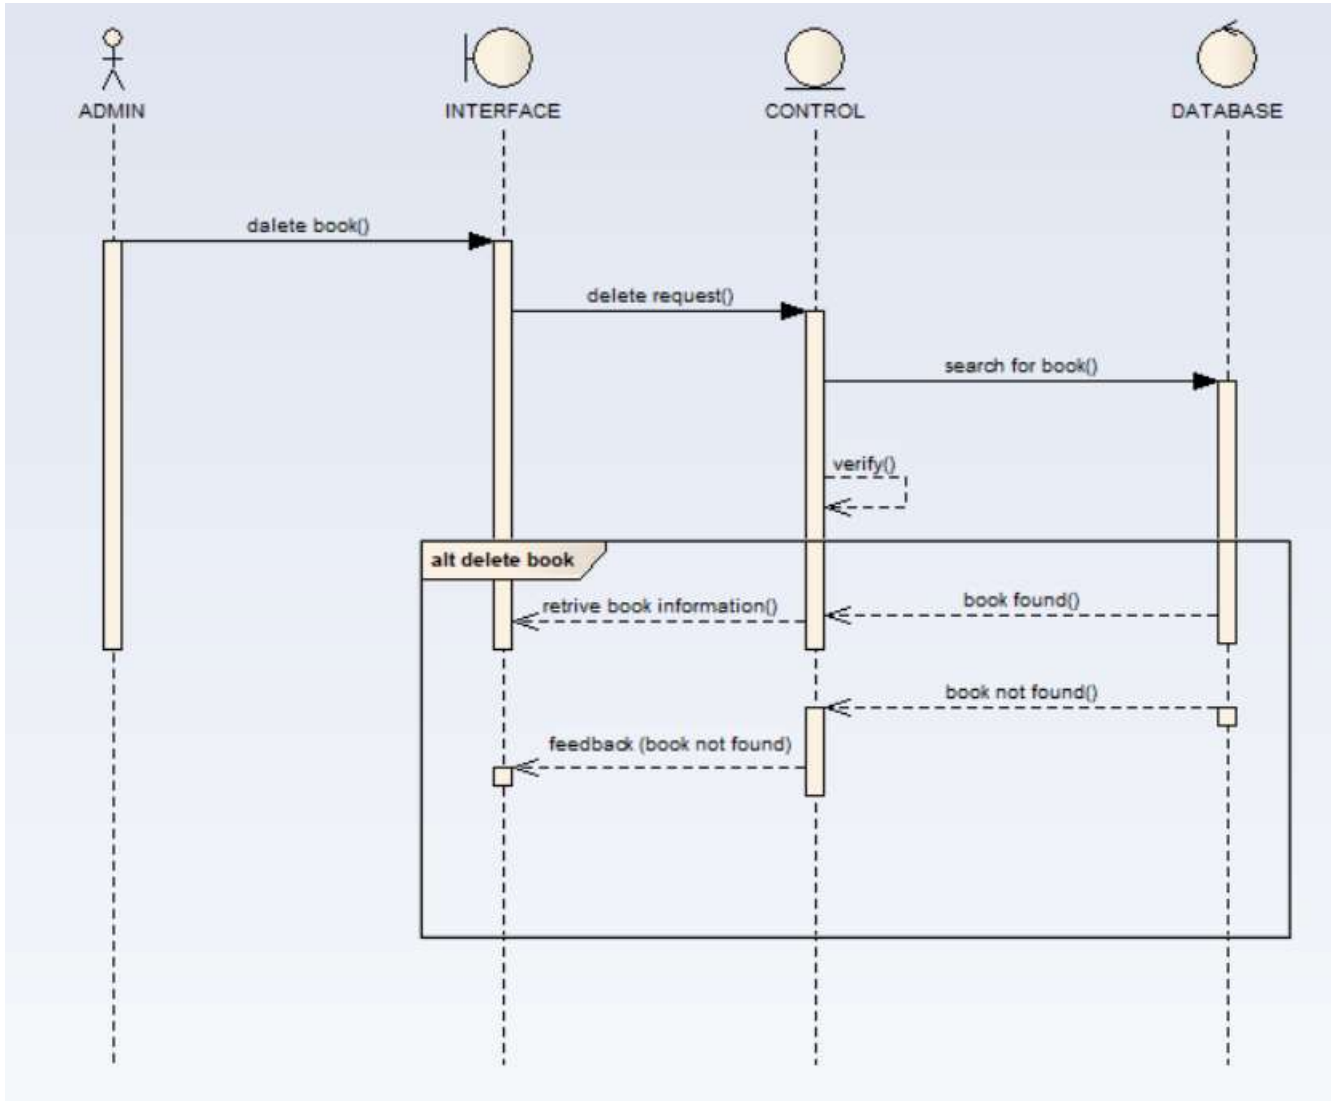 ADMIN
INTERFACE
CONTROL
DATABASE
dalete book()
delete request()
search for book()
verify()
alt delete book
retrive book information()
book found()
book not found()
feedback (book not found)